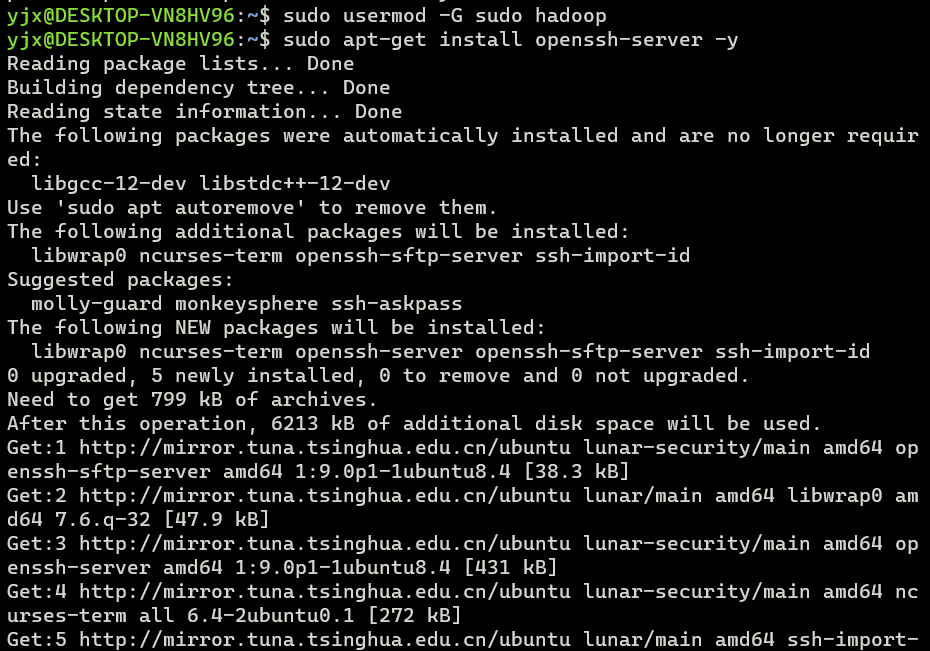 yjx@DESKTOP-VN8HV96:~$ sudo usermod -G sudo hadoop
yjx@DESKTOP-VN8HV96:~$ sudo apt-get install openssh-server -y
Reading package lists... Done
Building dependency tree... Done
Reading state information... Done
The following packages were automatically installed and are no longer requir
ed:
  libgcc-12-dev libstdc++-12-dev
Use 'sudo apt autoremove' to remove them.
The following additional packages will be installed:
  libwrap0 ncurses-term openssh-sftp-server ssh-import-id
Suggested packages:
  molly-guard monkeysphere ssh-askpass
The following NEW packages will be installed:
  libwrap0 ncurses-term openssh-server openssh-sftp-server ssh-import-id
0 upgraded, 5 newly installed, 0 to remove and 0 not upgraded.
Need to get 799 kB of archives.
After this operation, 6213 kB of additional disk space will be used.
Get:1 http://mirror.tuna.tsinghua.edu.cn/ubuntu lunar-security/main amd64 op
enssh-sftp-server amd64 1:9.0p1-1ubuntu8.4 [38.3 kB]
Get:2 http://mirror.tuna.tsinghua.edu.cn/ubuntu lunar/main amd64 libwrap0 am
d64 7.6.q-32 [47.9 kB]
Get:3 http://mirror.tuna.tsinghua.edu.cn/ubuntu lunar-security/main amd64 op
enssh-server amd64 1:9.0p1-1ubuntu8.4 [431 kB]
Get:4 http://mirror.tuna.tsinghua.edu.cn/ubuntu lunar-security/main amd64 nc
urses-term all 6.4-2ubuntu0.1 [272 kB]
Get:5 http://mirror.tuna.tsinghua.edu.cn/ubuntu lunar/main amd64 ssh-import-